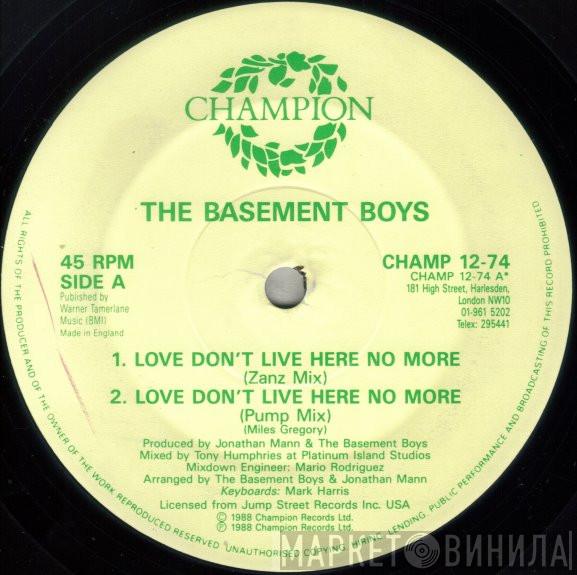 CHAMPION
THE BASEMENT BOYS
45 RPM
SIDE A
Published by
Warner Tamerlane
Music (BMI)
Made in England
CHAMP 12-74
CHAMP 12-74 A*
181 High Street, Harlesden,
London NW10
01-961 5202
Telex: 295441
1. LOVE DON'T LIVE HERE NO MORE
(Zanz Mix)
2. LOVE DON'T LIVE HERE NO MORE
(Pump Mix)
(Miles Gregory)
Produced by Jonathan Mann & The Basement Boys
Mixed by Tony Humphries at Platinum Island Studios
Mixdown Engineer: Mario Rodriguez
Arranged by The Basement Boys & Jonathan Mann
Keyboards: Mark Harris
Licensed from Jump Street Records Inc. USA
Ⓟ 1988 Champion Records Ltd.
© 1988 Champion Records Ltd.
ALL RIGHTS OF THE PRODUCER AND OF THE OWNER OF THE WORK REPRODUCED RESERVED. UNAUTHORISED COPYING, HIRING, LENDING, PUBLIC PERFORMANCE AND BROADCASTING OF THIS RECORD PROHIBITED.
МАРКЕТ ВИНИЛА